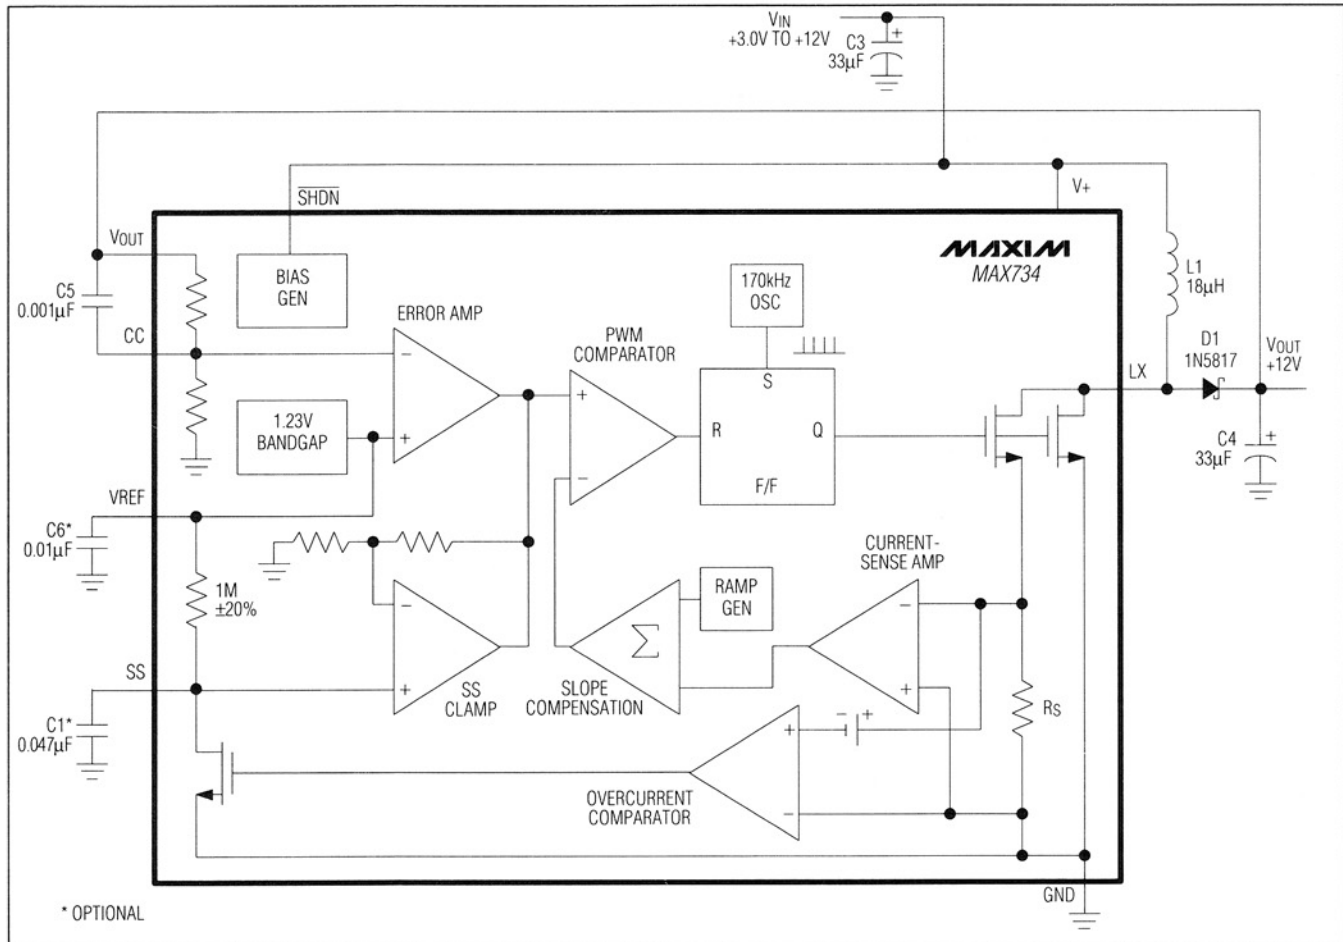 VIN
+3.0V TO +12V
C3
33µF
+
SHDN
V+
VOUT
MAXIM
MAX734
BIAS
GEN
170kHz
OSC
L1
18µH
C5
0.001µF
ERROR AMP
PWM
COMPARATOR
CC
−
S
D1
1N5817
VOUT
+12V
LX
+
−
R
Q
F/F
1.23V
BANDGAP
+
C4
33µF
+
VREF
C6*
0.01µF
1M
±20%
CURRENT-
SENSE AMP
RAMP
GEN
−
+
Σ
−
+
SS
SS
CLAMP
SLOPE
COMPENSATION
RS
C1*
0.047µF
− +
+
−
OVERCURRENT
COMPARATOR
GND
* OPTIONAL